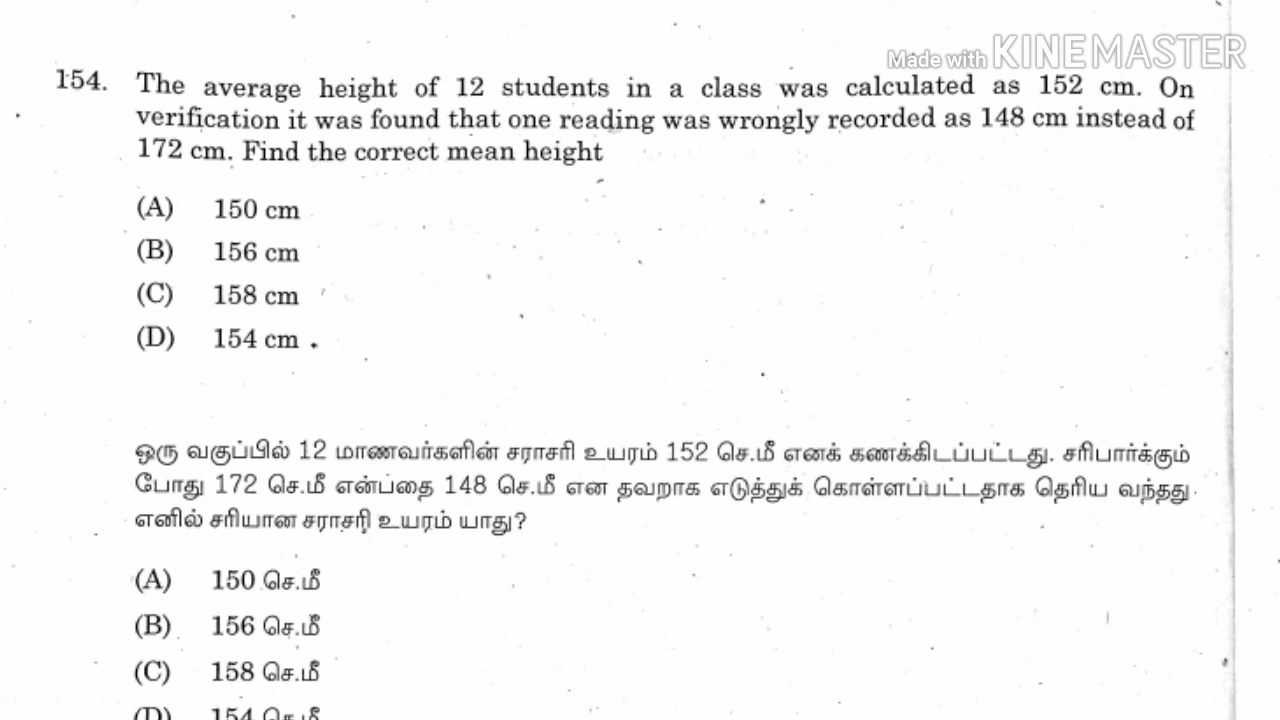 Made with KINEMASTER
154. The average height of 12 students in a class was calculated as 152 cm. On
verification it was found that one reading was wrongly recorded as 148 cm instead of
172 cm. Find the correct mean height
(A) 150 cm
(B) 156 cm
(C) 158 cm
(D) 154 cm .
ஒரு வகுப்பில் 12 மாணவர்களின் சராசரி உயரம் 152 செ.மீ எனக் கணக்கிடப்பட்டது. சரிபார்க்கும்
போது 172 செ.மீ என்பதை 148 செ.மீ என தவறாக எடுத்துக் கொள்ளப்பட்டதாக தெரிய வந்தது
எனில் சரியான சராசரி உயரம் யாது?
(A) 150 செ.மீ
(B) 156 செ.மீ
(C) 158 செ.மீ
(D) 154 செ.மீ